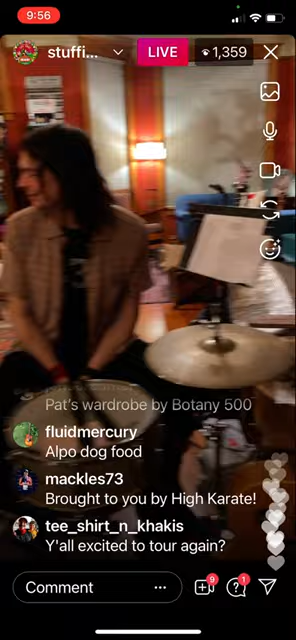 9:56
stuffi...
LIVE
1,359
Pat's wardrobe by Botany 500
fluidmercury
Alpo dog food
mackles73
Brought to you by High Karate!
tee_shirt_n_khakis
Y'all excited to tour again?
Comment
9
1